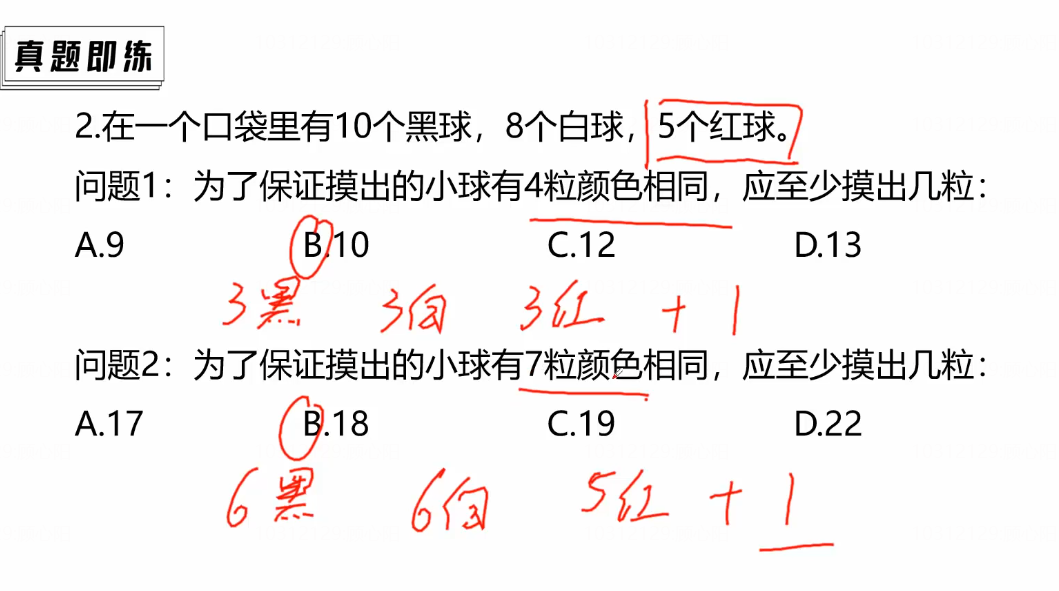 真题即练
2.在一个口袋里有10个黑球，8个白球，5个红球。
问题1：为了保证摸出的小球有4粒颜色相同，应至少摸出几粒：
A.9 B.10 C.12 D.13
3黑 3白 3红 + 1
问题2：为了保证摸出的小球有7粒颜色相同，应至少摸出几粒：
A.17 B.18 C.19 D.22
6黑 6白 5红 + 1